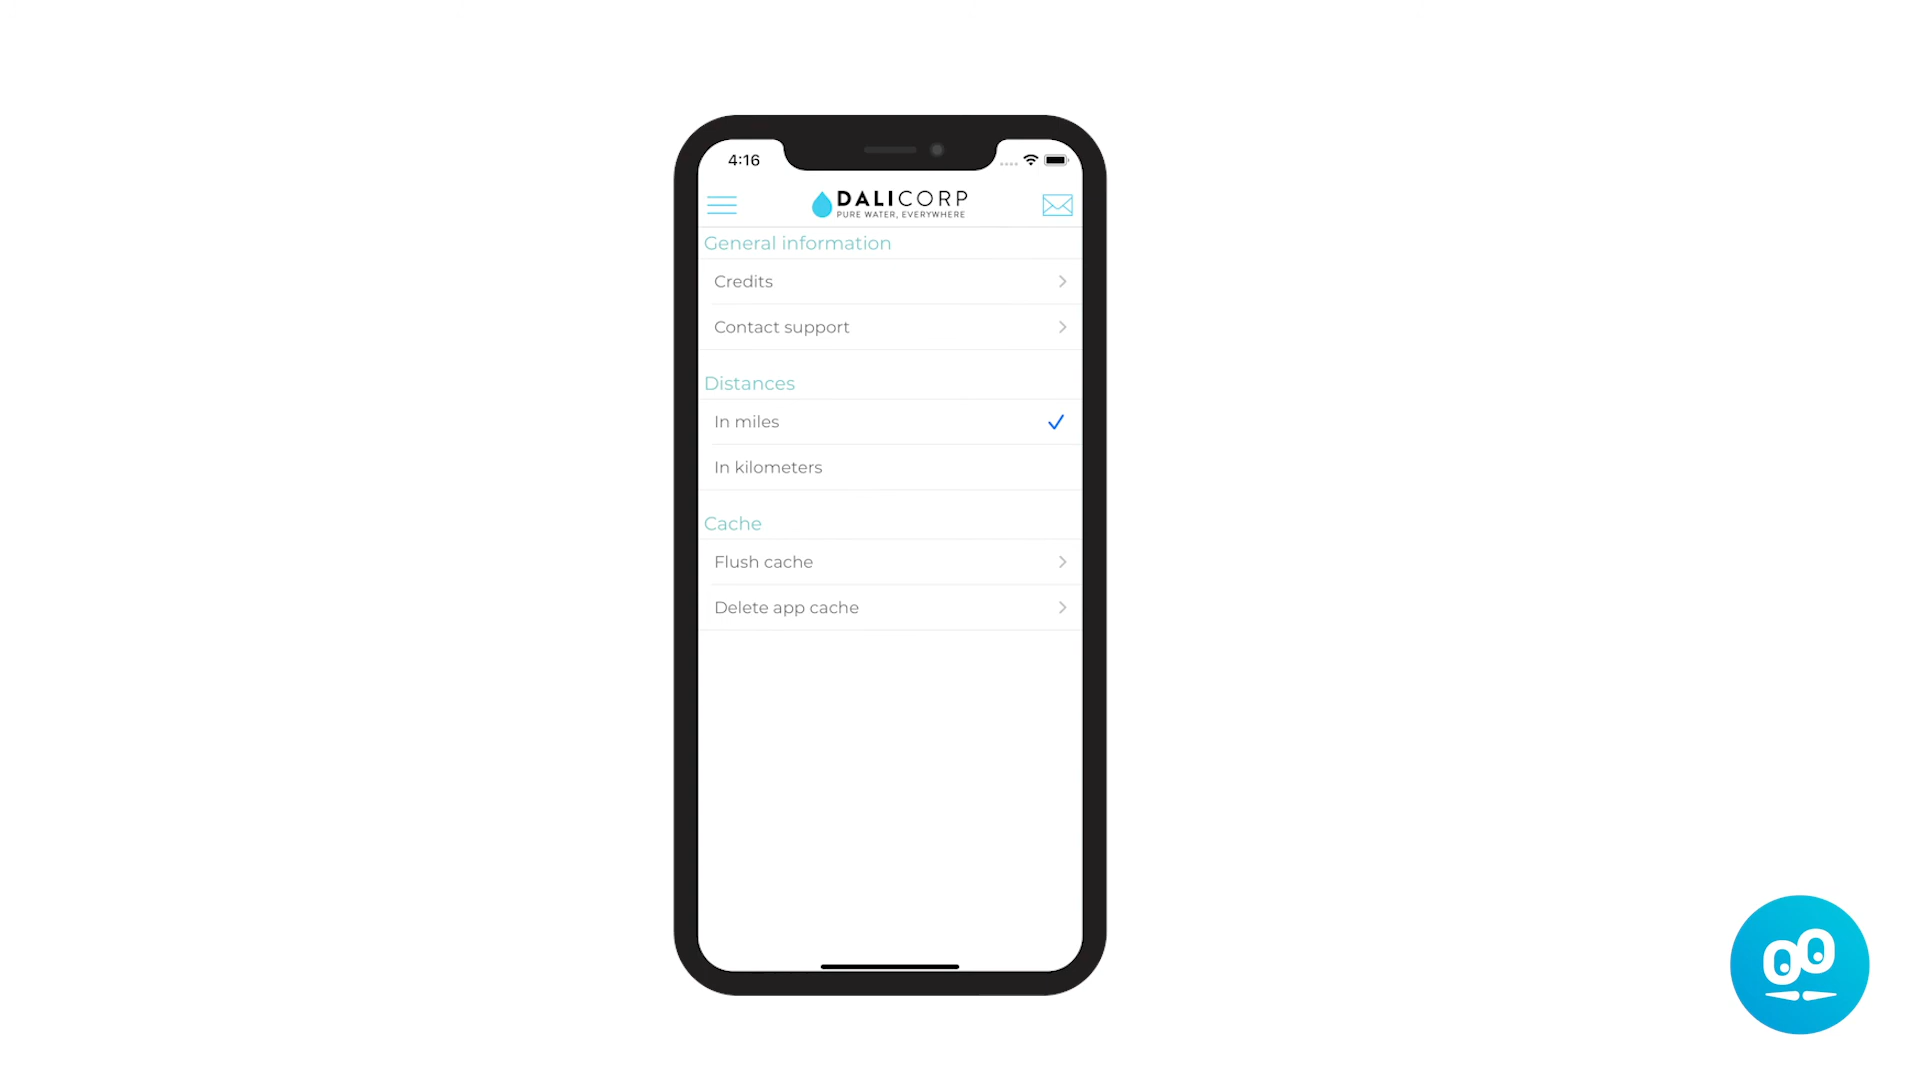 4:16
DALICORP
PURE WATER, EVERYWHERE
General information
Credits
Contact support
Distances
In miles
In kilometers
Cache
Flush cache
Delete app cache